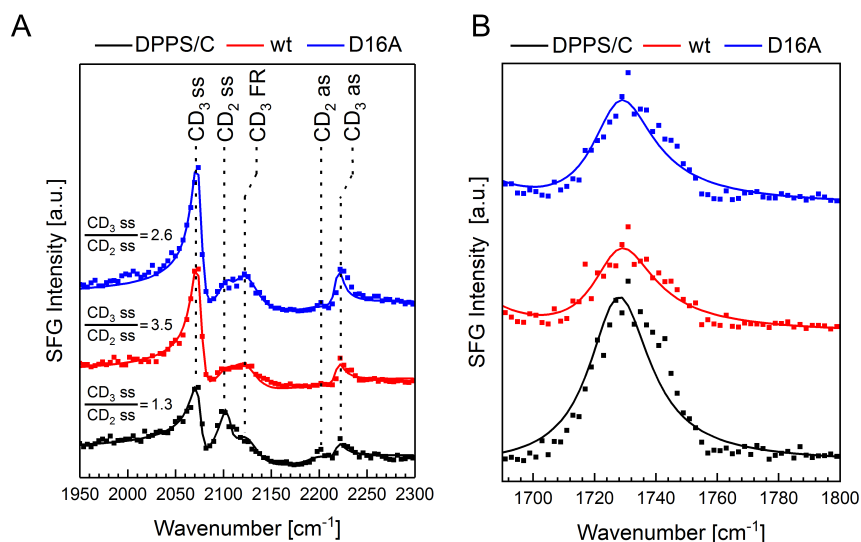 A
DPPS/C wt D16A
CD3 ss
CD2 ss
CD3 FR
CD2 as
CD3 as
CD3 ss
CD2 ss
=2.6
CD3 ss
CD2 ss
=3.5
CD3 ss
CD2 ss
=1.3
SFG Intensity [a.u.]
1950 2000 2050 2100 2150 2200 2250 2300
Wavenumber [cm-1]
B
DPPS/C wt D16A
SFG Intensity [a.u.]
1700 1720 1740 1760 1780 1800
Wavenumber [cm-1]